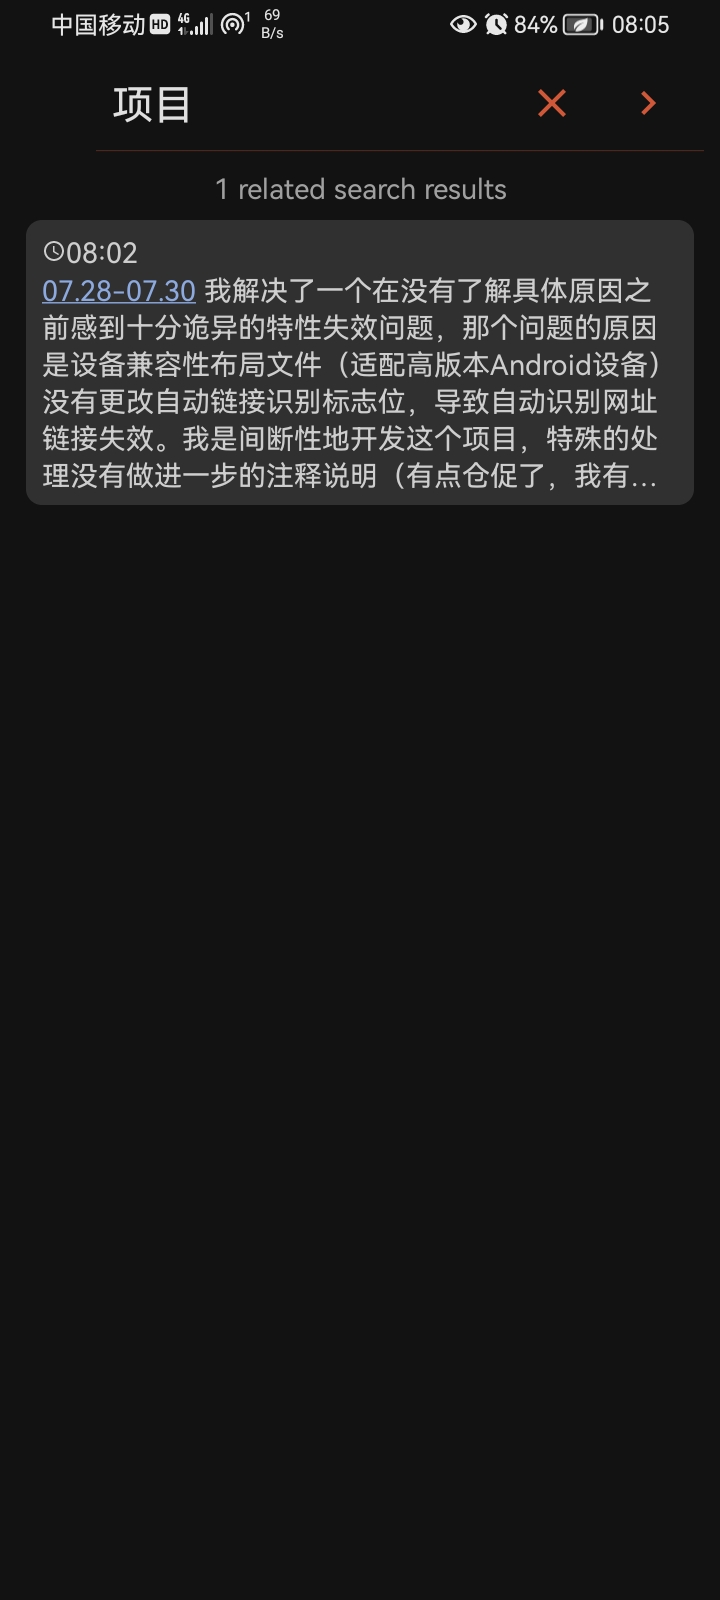 中国移动 HD 4G 1 69 B/s 84% 08:05
项目
1 related search results
08:02
07.28-07.30 我解决了一个在没有了解具体原因之
前感到十分诡异的特性失效问题，那个问题的原因
是设备兼容性布局文件（适配高版本Android设备）
没有更改自动链接识别标志位，导致自动识别网址
链接失效。我是间断性地开发这个项目，特殊的处
理没有做进一步的注释说明（有点仓促了，我有...